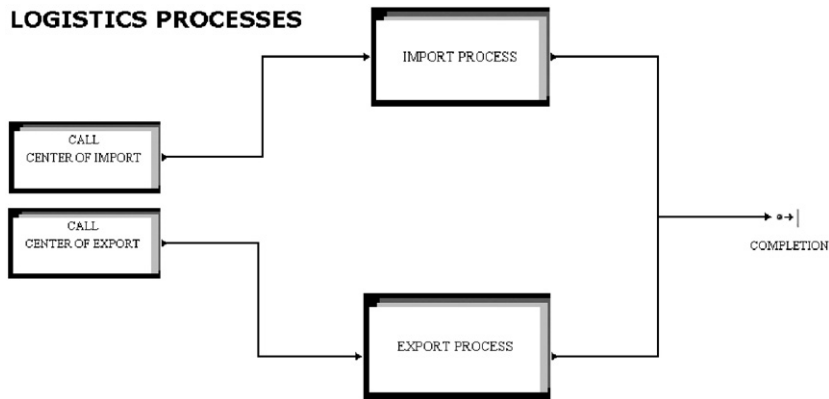 LOGISTICS PROCESSES
IMPORT PROCESS
CALL
CENTER OF IMPORT
CALL
CENTER OF EXPORT
COMPLETION
EXPORT PROCESS